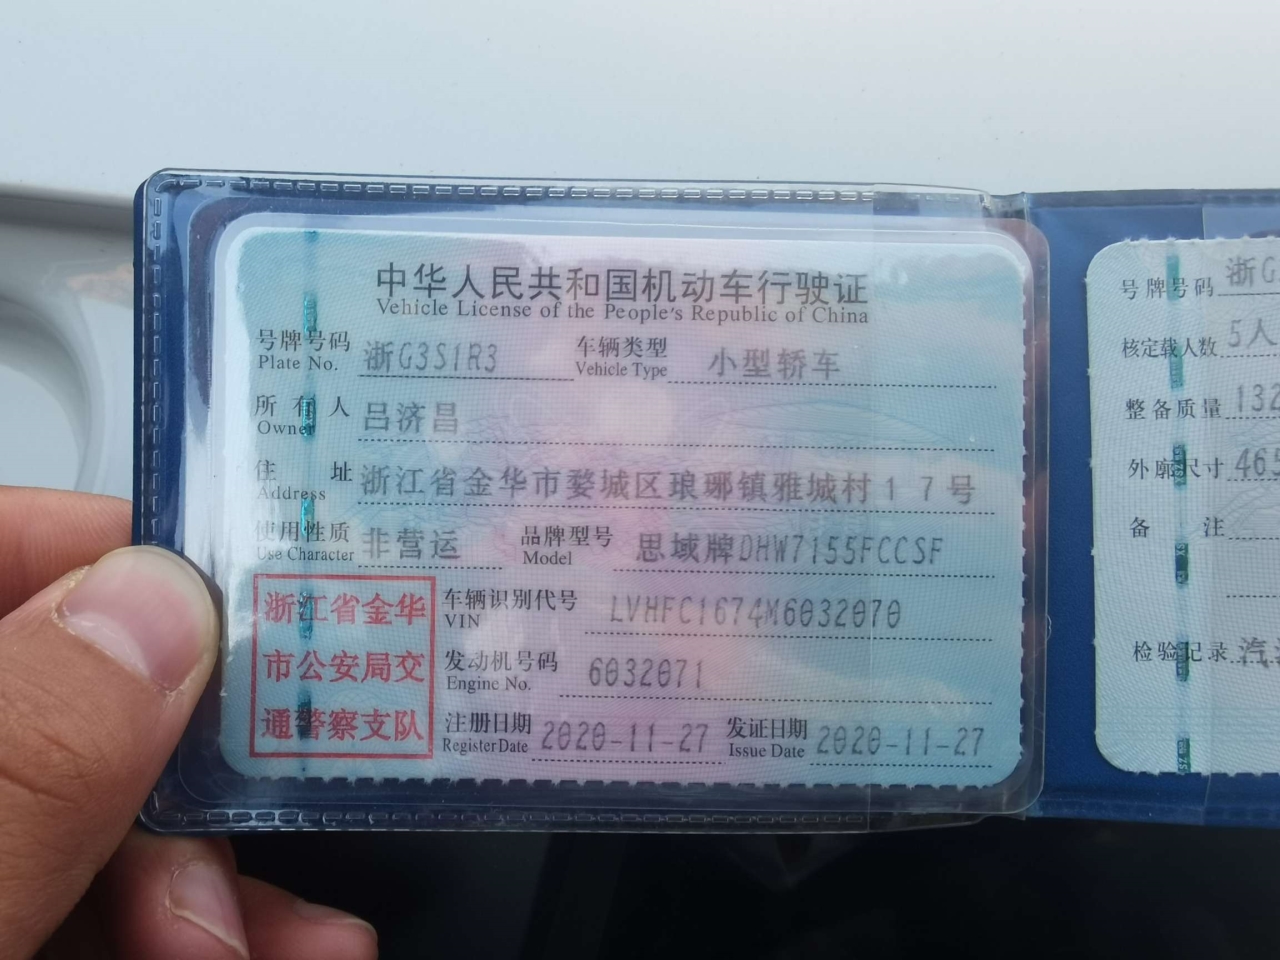 中华人民共和国机动车行驶证
Vehicle License of the People's Republic of China
号牌号码 浙G3S1R3 车辆类型 小型轿车
Plate No. Vehicle Type
所有人 吕济昌
Owner
住址 浙江省金华市婺城区琅琊镇雅城村17号
Address
使用性质 非营运 品牌型号 思域牌DHW7155FCCSF
Use Character Model
浙江省金华
市公安局交
通警察支队
车辆识别代号 LVHFC1674M6032070
VIN
发动机号码 6032071
Engine No.
注册日期 2020-11-27 发证日期 2020-11-27
Register Date Issue Date
号牌号码 浙G
核定载人数 5人
整备质量 132
外廓尺寸 465
备注
检验记录 汽